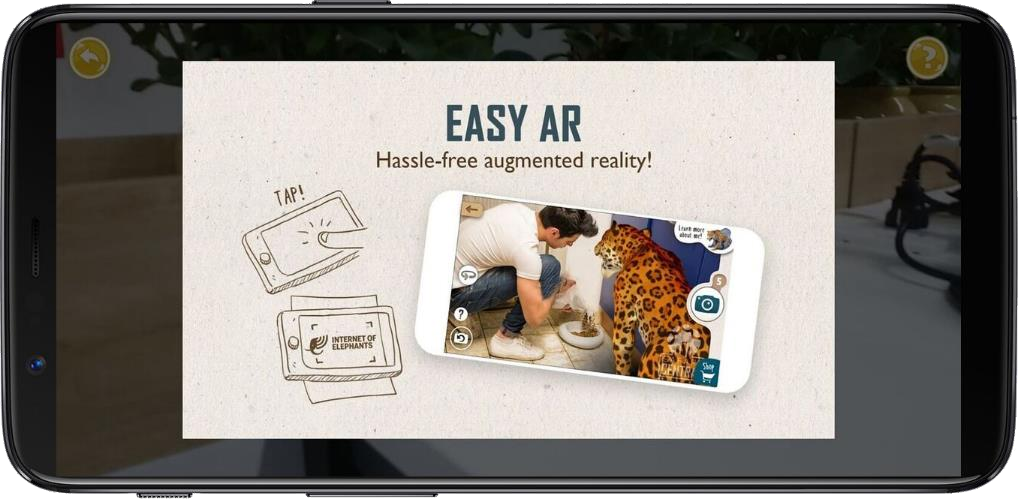 EASY AR
Hassle-free augmented reality!
TAP!
INTERNET OF
ELEPHANTS
Learn more
about me!
5
?
Shop
?